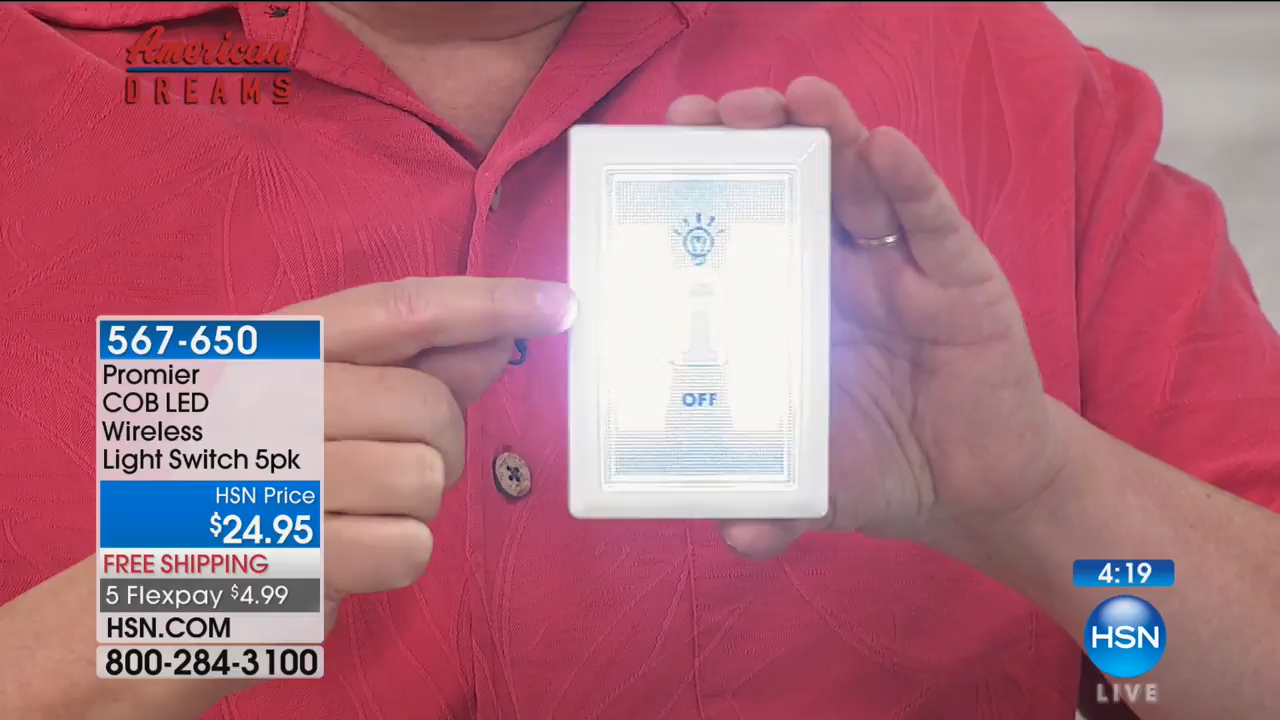 American
DREAMS
567-650
Promier
COB LED
Wireless
Light Switch 5pk
HSN Price
$24.95
FREE SHIPPING
5 Flexpay $4.99
HSN.COM
800-284-3100
OFF
4:19
HSN
LIVE